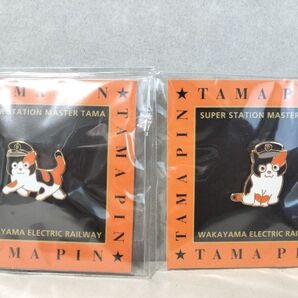 ★ TAMA PIN
SUPER STATION MASTER TAMA
TAMA PIN
WAKAYAMA ELECTRIC RAILWAY
TAMA PIN ★
★ TAMA PIN
SUPER STATION MASTER
TAMA PIN
WAKAYAMA ELECTRIC RAILWAY
★ TAMA PIN